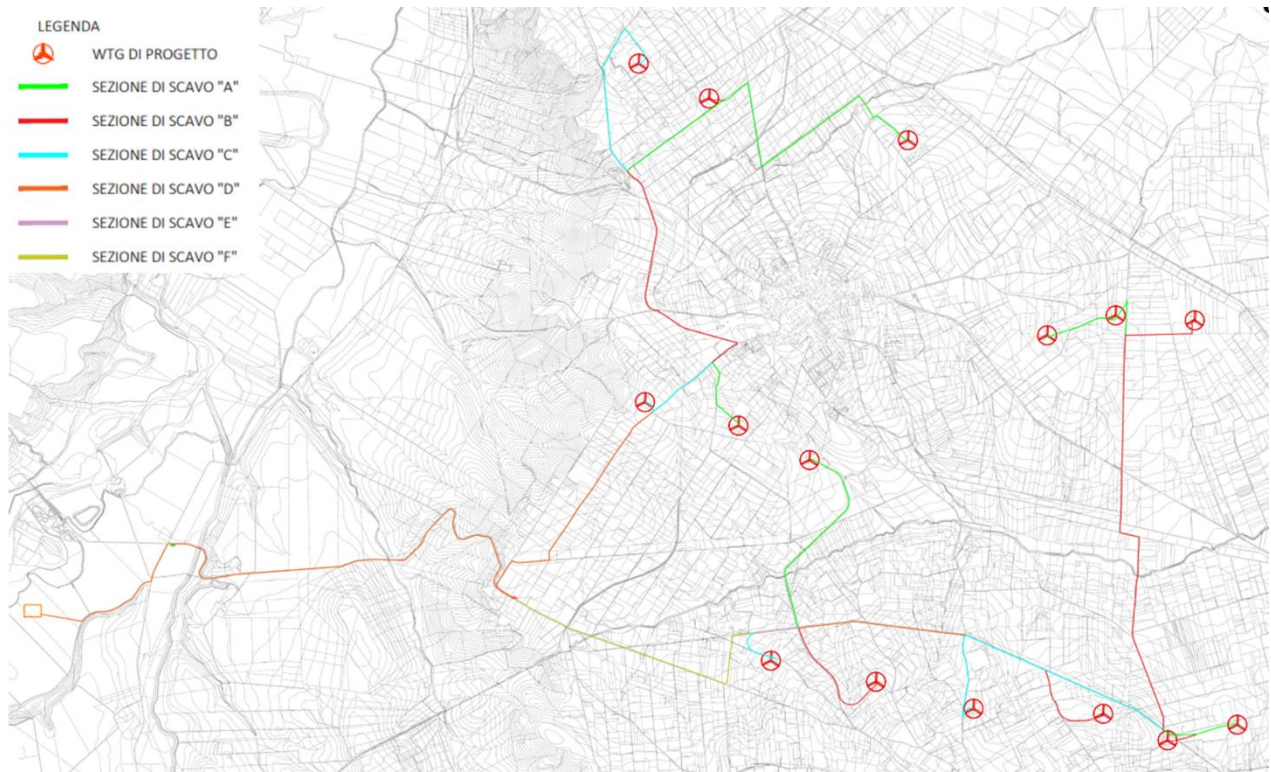 LEGENDA
WTG DI PROGETTO
SEZIONE DI SCAVO "A"
SEZIONE DI SCAVO "B"
SEZIONE DI SCAVO "C"
SEZIONE DI SCAVO "D"
SEZIONE DI SCAVO "E"
SEZIONE DI SCAVO "F"